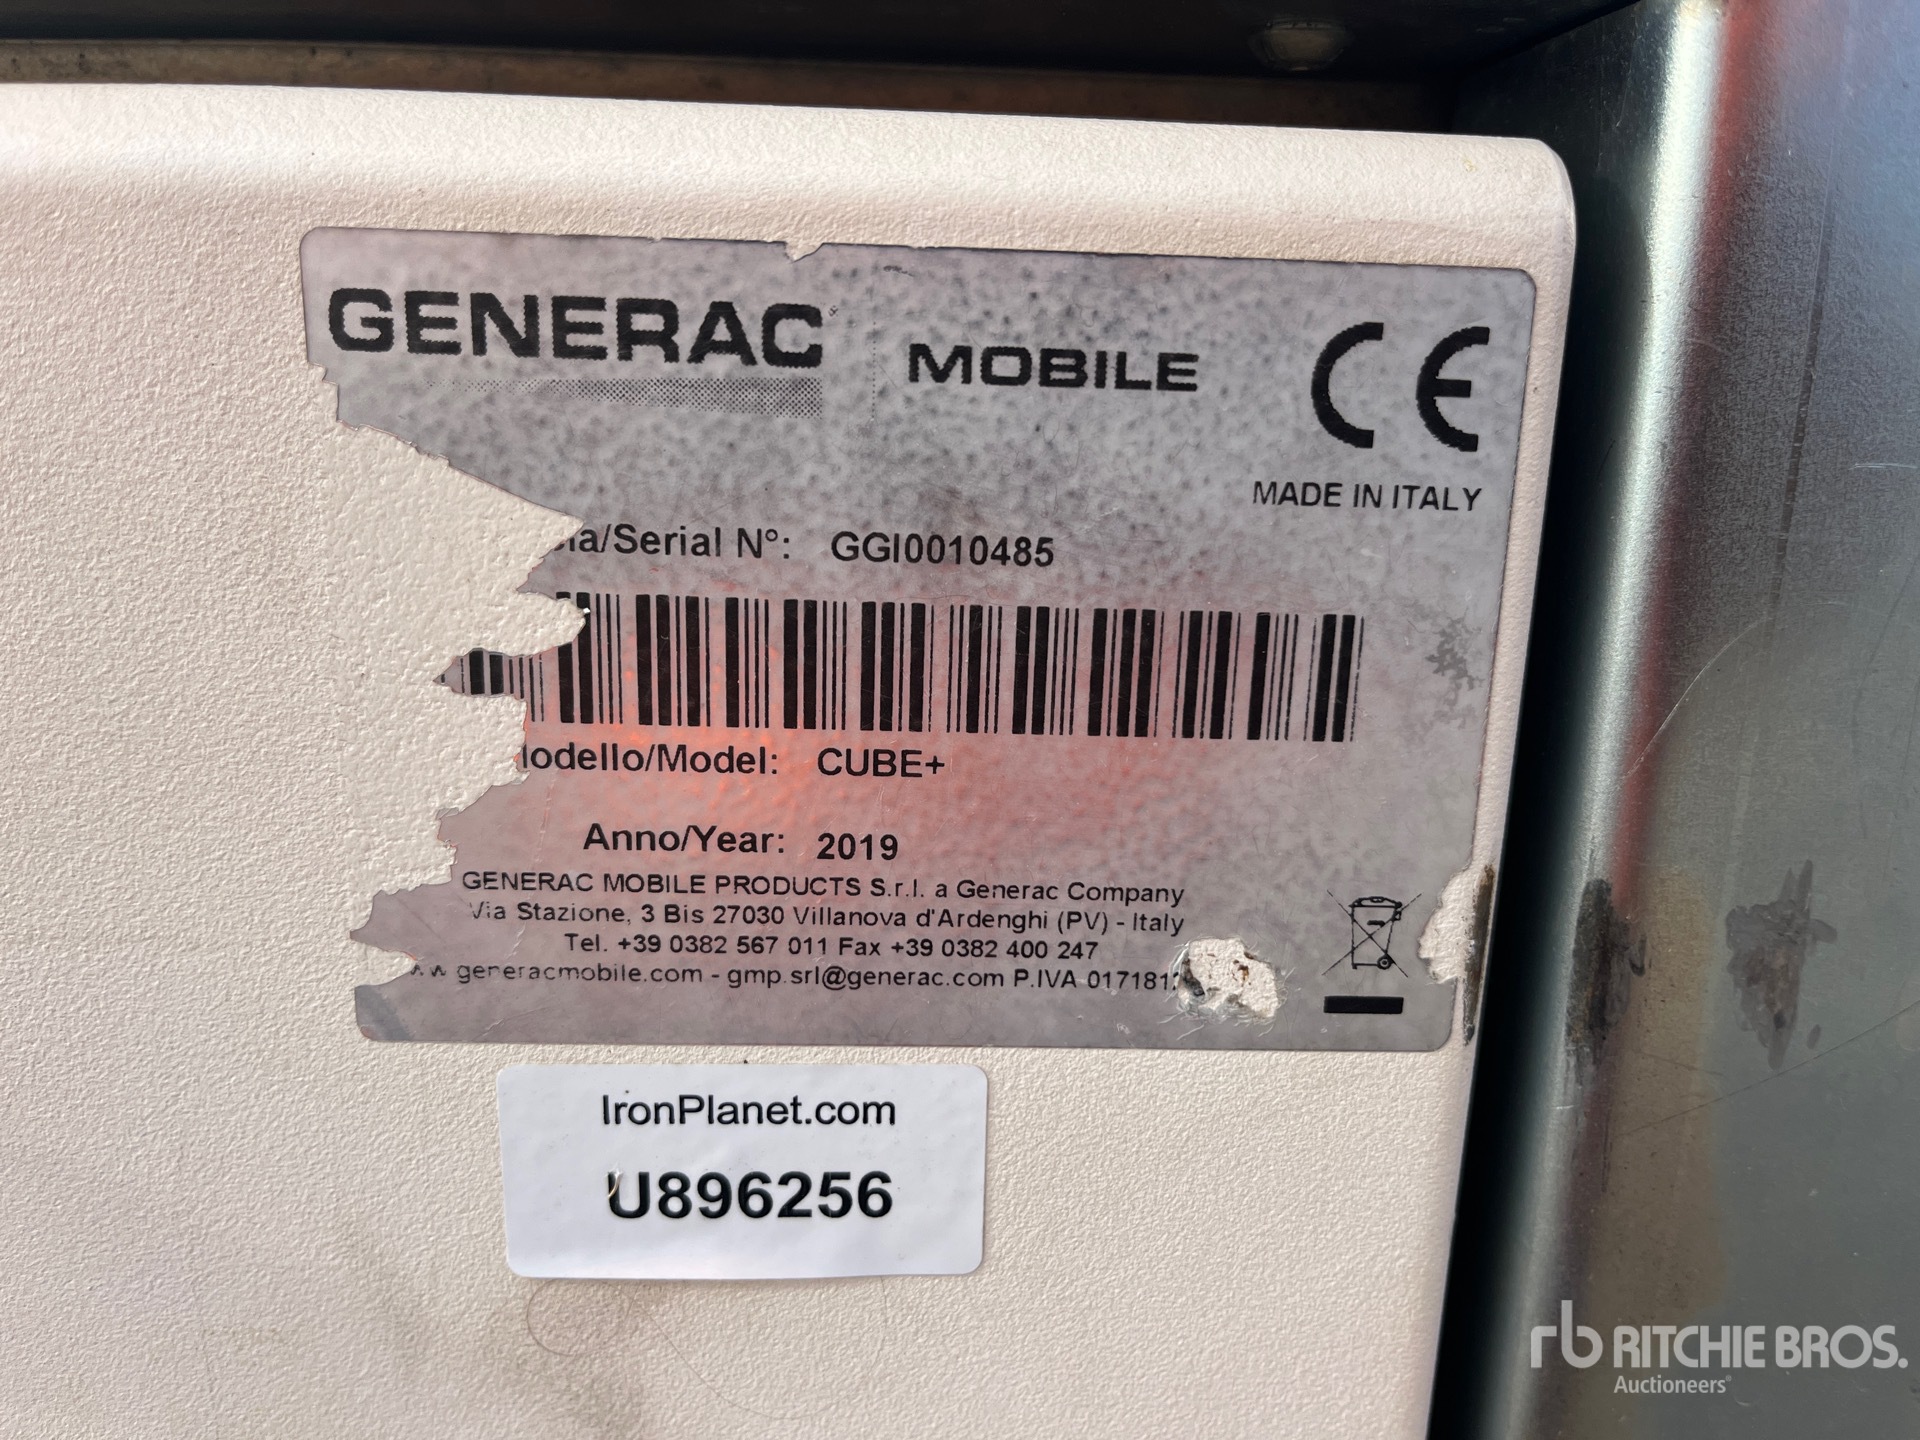 GENERAC MOBILE
CE
MADE IN ITALY
/Serial N°: GGI0010485
/Model: CUBE+
Anno/Year: 2019
GENERAC MOBILE PRODUCTS S.r.l. a Generac Company
Via Stazione, 3 Bis 27030 Villanova d'Ardenghi (PV) - Italy
Tel. +39 0382 567 011 Fax +39 0382 400 247
generacmobile.com - gmp.srl@generac.com P.IVA
IronPlanet.com
U896256
rb RITCHIE BROS.
Auctioneers